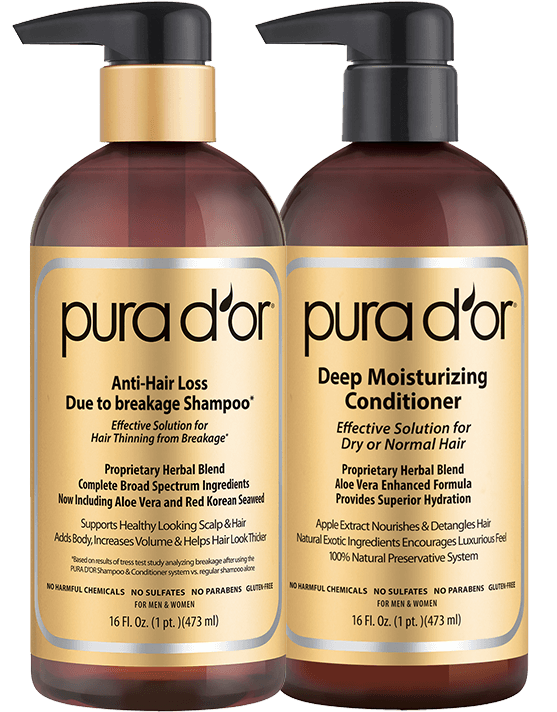 pura d'or®
Anti-Hair Loss
Due to breakage Shampoo*
Effective Solution for
Hair Thinning from Breakage*
Proprietary Herbal Blend
Complete Broad Spectrum Ingredients
Now Including Aloe Vera and Red Korean Seaweed
Supports Healthy Looking Scalp & Hair
Adds Body, Increases Volume & Helps Hair Look Thicker
*Based on results of tress test study analyzing breakage after using the
PURA D'OR Shampoo & Conditioner system vs. regular shampoo alone
NO HARMFUL CHEMICALS NO SULFATES NO PARABENS GLUTEN-FREE
FOR MEN & WOMEN
16 Fl. Oz. (1 pt.)(473 ml)
pura d'or®
Deep Moisturizing
Conditioner
Effective Solution for
Dry or Normal Hair
Proprietary Herbal Blend
Aloe Vera Enhanced Formula
Provides Superior Hydration
Apple Extract Nourishes & Detangles Hair
Natural Exotic Ingredients Encourages Luxurious Feel
100% Natural Preservative System
NO HARMFUL CHEMICALS NO SULFATES NO PARABENS GLUTEN-FREE
FOR MEN & WOMEN
16 Fl. Oz. (1 pt.)(473 ml)